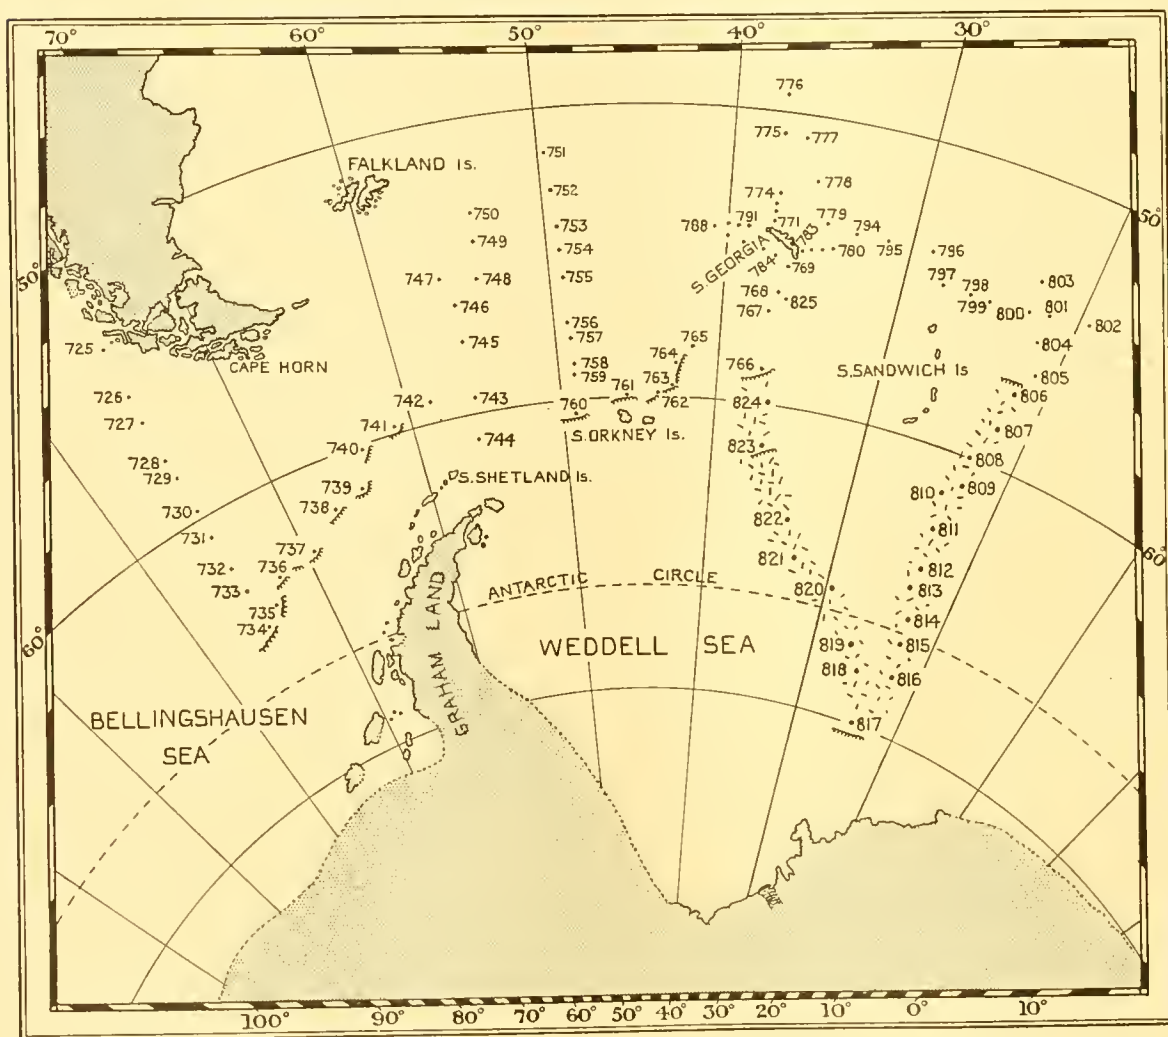 70° 60° 50° 40° 30°
776
775 777
751
FALKLAND Is.
752 774 778
750
753 788 791 771 779 794
749 754 783 780 795 796
S. GEORGIA
784 769
747 748 755 797 798 803
768 825
746 799 800 801
767
756 802
50° 50°
757 765 804
725 745
CAPE HORN
758 764 766 S. SANDWICH Is
759 763 805
761 806
726 742 743 760 762 824
727 741 S. ORKNEY Is.
744 823 807
740
728 808
729 S. SHETLAND Is.
739 810 809
738
730 822 811
731 737 821
60°
732 736 812
ANTARCTIC CIRCLE
733 820 813
735 814
60° 734
WEDDELL SEA
819 815
818 816
GRAHAM LAND
BELLINGSHAUSEN
SEA
817
100° 90° 80° 70° 60° 50° 40° 30° 20° 10° 0° 10°